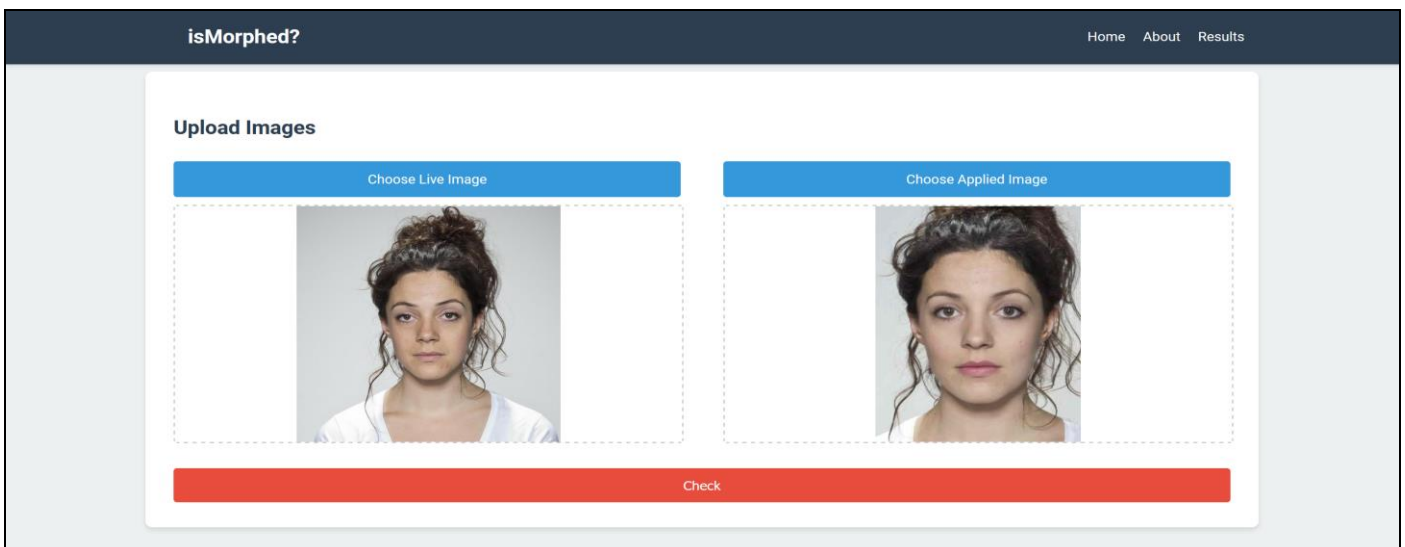 isMorphed?
Home About Results
Upload Images
Choose Live Image
Choose Applied Image
Check